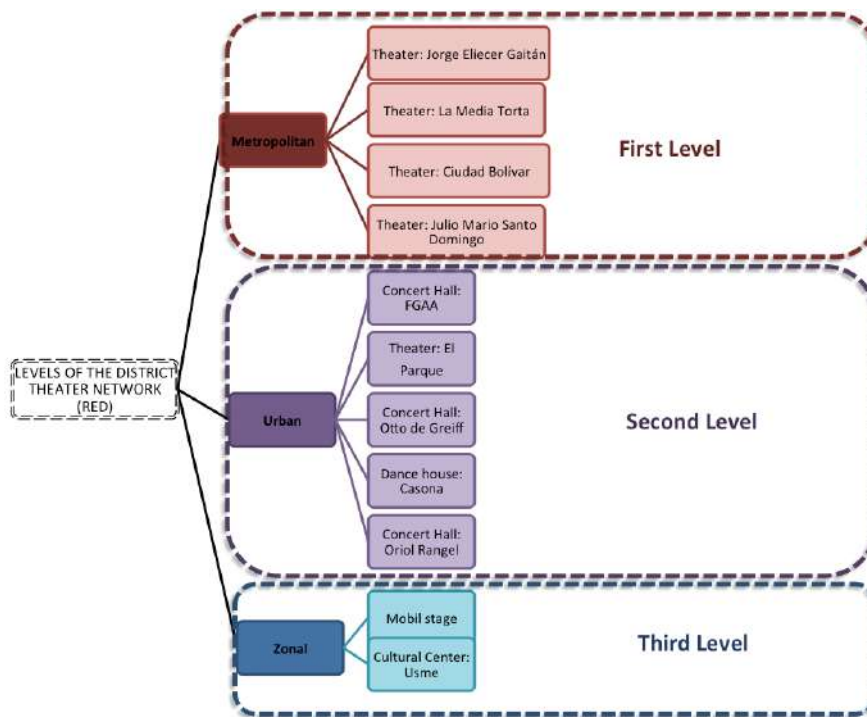 LEVELS OF THE DISTRICT
THEATER NETWORK
(RED)
Metropolitan
Theater: Jorge Eliecer Gaitán
Theater: La Media Torta
Theater: Ciudad Bolívar
Theater: Julio Mario Santo
Domingo
First Level
Urban
Concert Hall:
FGAA
Theater: El
Parque
Concert Hall:
Otto de Greiff
Dance house:
Casona
Concert Hall:
Oriol Rangel
Second Level
Zonal
Mobil stage
Cultural Center:
Usme
Third Level